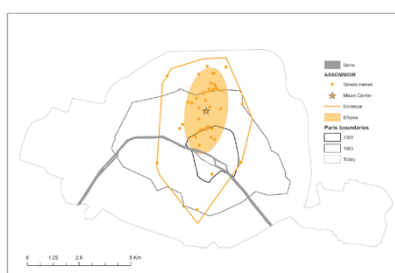 Seine
ASSOMMOIR
Streets named
Mean Center
Envelope
Ellipse
Paris boundaries
1300
Today
0 1.25 2.5 5 Km